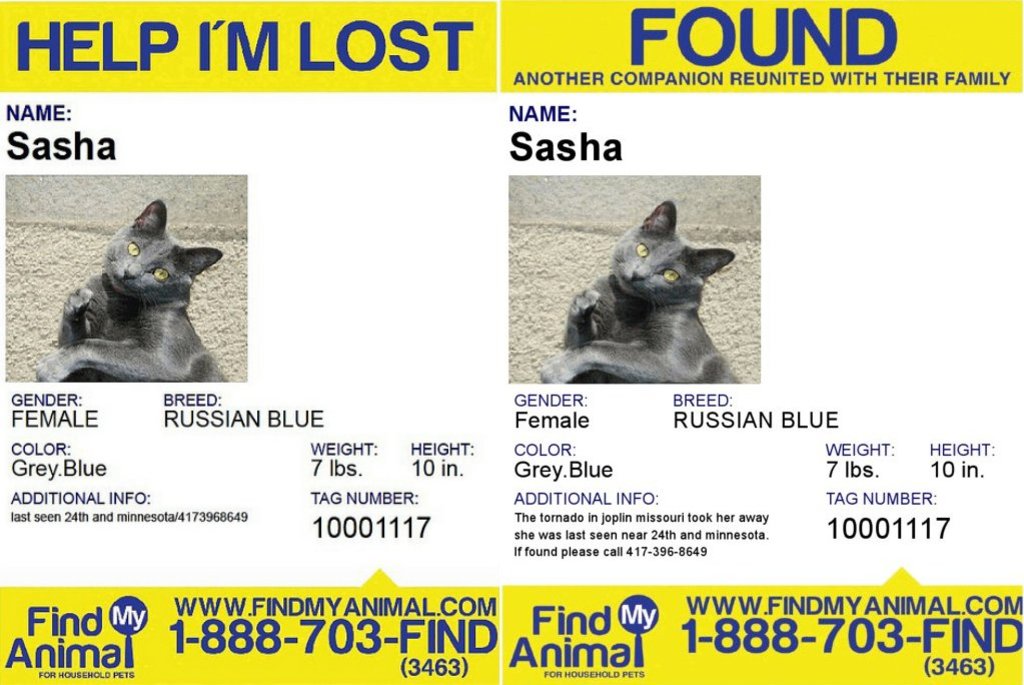 HELP I´M LOST
NAME:
Sasha
GENDER:
FEMALE
BREED:
RUSSIAN BLUE
COLOR:
Grey.Blue
WEIGHT:
7 lbs.
HEIGHT:
10 in.
ADDITIONAL INFO:
last seen 24th and minnesota/4173968649
TAG NUMBER:
10001117
Find My
Animal
FOR HOUSEHOLD PETS
WWW.FINDMYANIMAL.COM
1-888-703-FIND
(3463)
FOUND
ANOTHER COMPANION REUNITED WITH THEIR FAMILY
NAME:
Sasha
GENDER:
Female
BREED:
RUSSIAN BLUE
COLOR:
Grey.Blue
WEIGHT:
7 lbs.
HEIGHT:
10 in.
ADDITIONAL INFO:
The tornado in joplin missouri took her away
she was last seen near 24th and minnesota.
If found please call 417-396-8649
TAG NUMBER:
10001117
Find My
Animal
FOR HOUSEHOLD PETS
WWW.FINDMYANIMAL.COM
1-888-703-FIND
(3463)